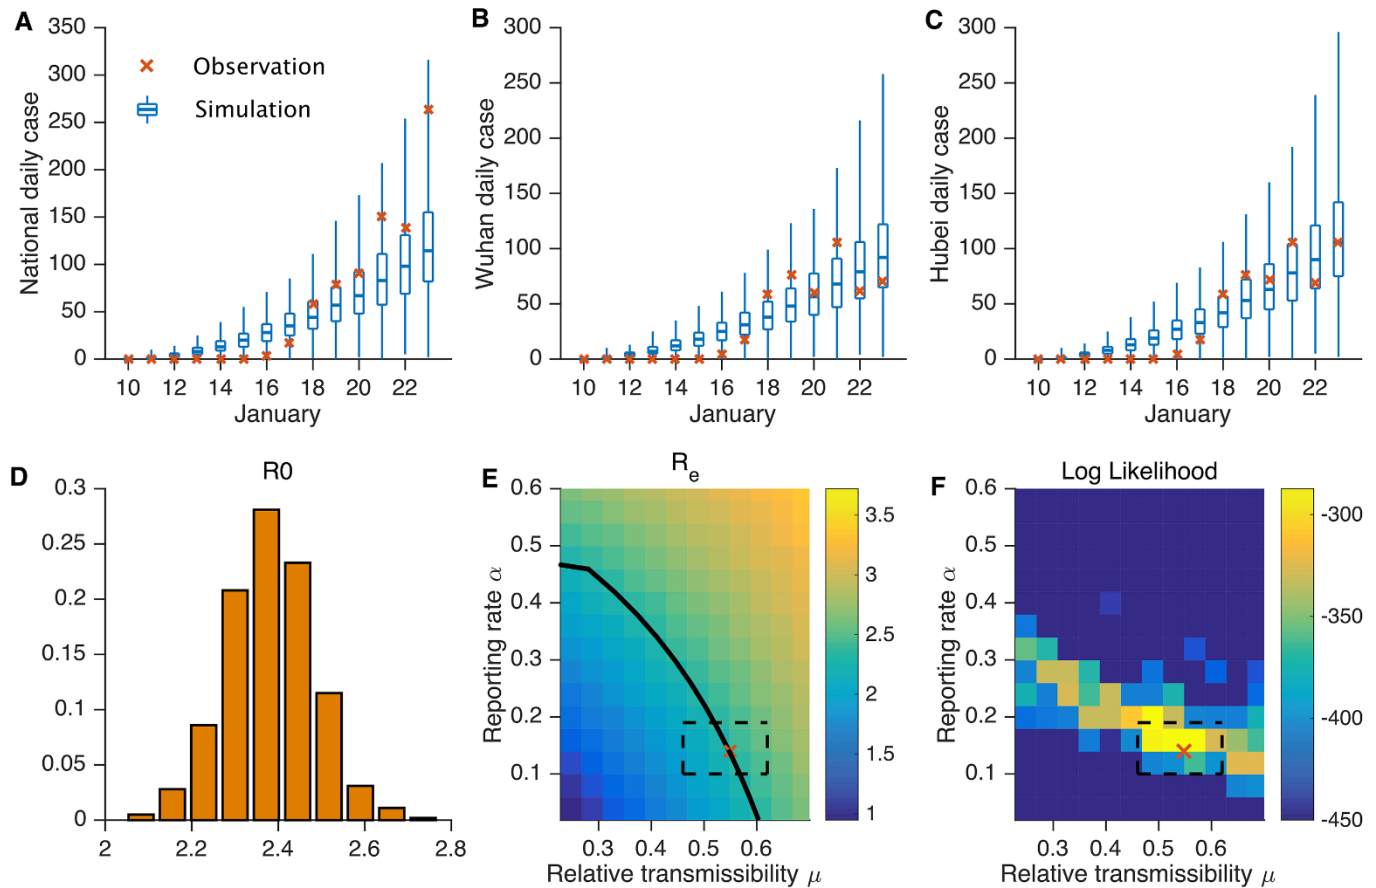 A
350
300
250
200
150
100
50
0
National daily case
Observation
Simulation
10 12 14 16 18 20 22
January
B
300
250
200
150
100
50
0
Wuhan daily case
10 12 14 16 18 20 22
January
C
300
250
200
150
100
50
0
Hubei daily case
10 12 14 16 18 20 22
January
D
R0
0.3
0.25
0.2
0.15
0.1
0.05
0
2 2.2 2.4 2.6 2.8
E
Re
0.6
0.5
0.4
0.3
0.2
0.1
Reporting rate α
0.3 0.4 0.5 0.6
Relative transmissibility μ
3.5
3
2.5
2
1.5
1
F
Log Likelihood
0.6
0.5
0.4
0.3
0.2
0.1
Reporting rate α
0.3 0.4 0.5 0.6
Relative transmissibility μ
-300
-350
-400
-450